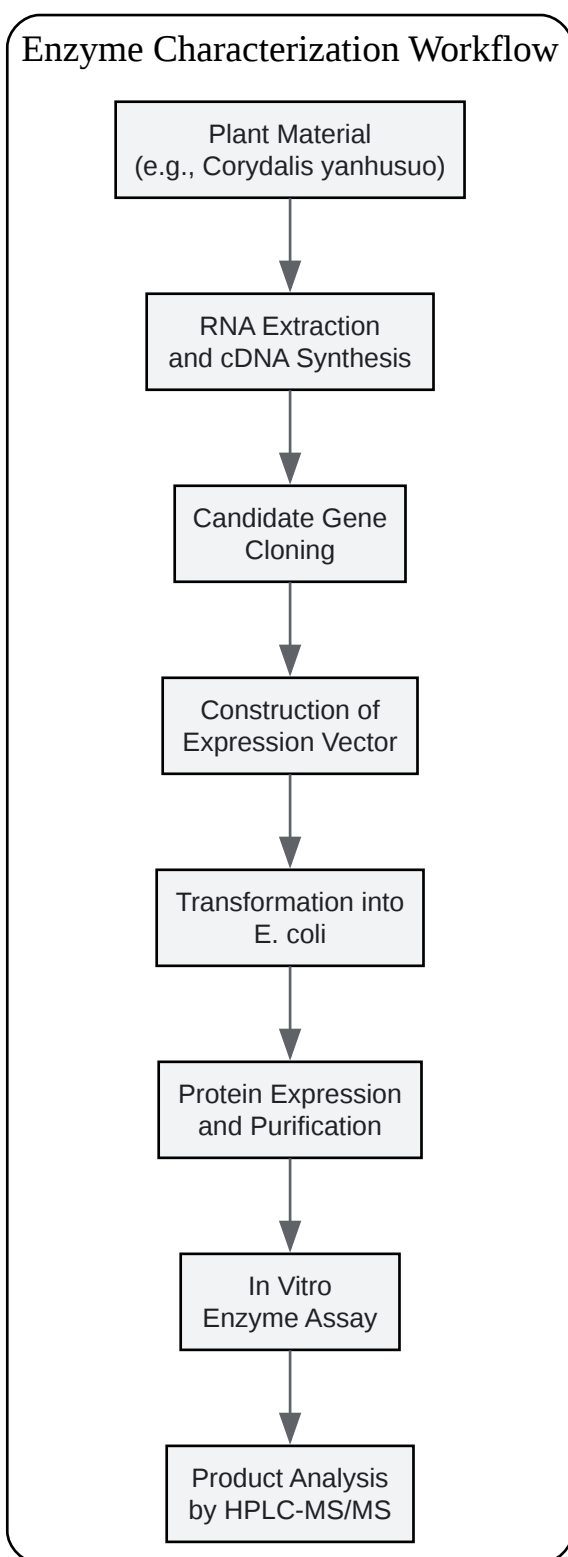 Enzyme Characterization Workflow
Plant Material
(e.g., Corydalis yanhusuo)
RNA Extraction
and cDNA Synthesis
Candidate Gene
Cloning
Construction of
Expression Vector
Transformation into
E. coli
Protein Expression
and Purification
In Vitro
Enzyme Assay
Product Analysis
by HPLC-MS/MS